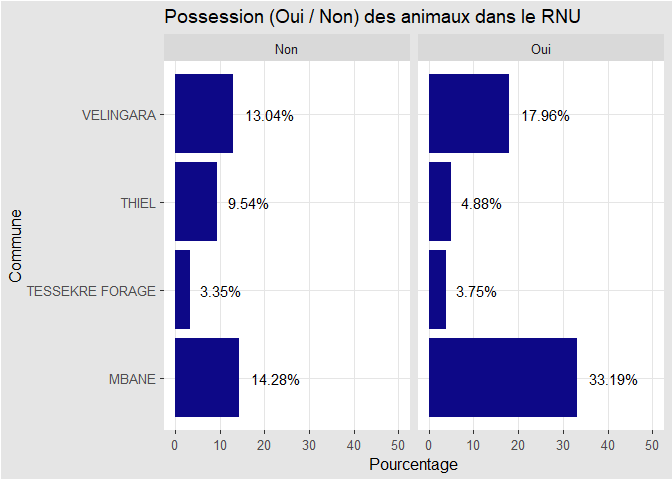 Possession (Oui / Non) des animaux dans le RNU
Non
Oui
Commune
VELINGARA
13.04%
17.96%
THIEL
9.54%
4.88%
TESSEKRE FORAGE
3.35%
3.75%
MBANE
14.28%
33.19%
0 10 20 30 40 50
0 10 20 30 40 50
Pourcentage